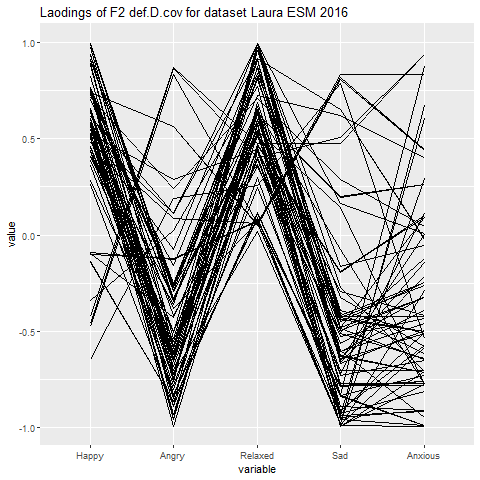 Laodings of F2 def.D.cov for dataset Laura ESM 2016
1.0
0.5
0.0
-0.5
-1.0
value
Happy Angry Relaxed Sad Anxious
variable